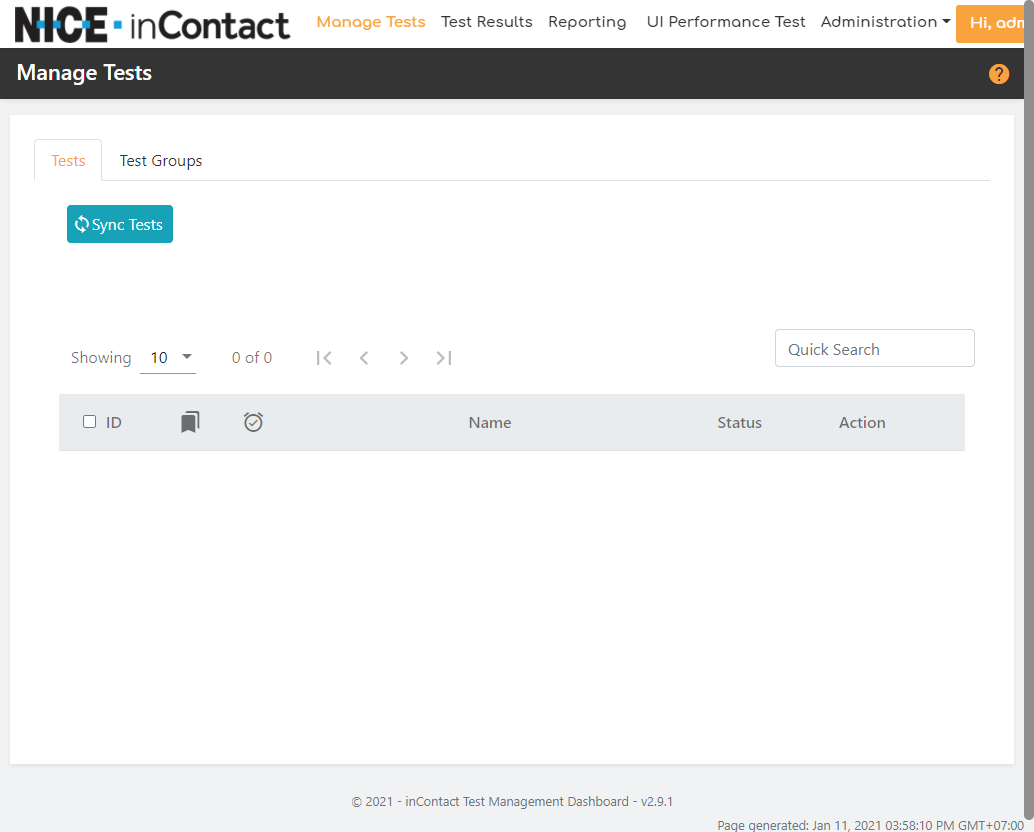 NICE inContact Manage Tests Test Results Reporting UI Performance Test Administration Hi, adm
Manage Tests ?
Tests Test Groups
Sync Tests
Showing 10 0 of 0 Quick Search
ID Name Status Action
© 2021 - inContact Test Management Dashboard - v2.9.1
Page generated: Jan 11, 2021 03:58:10 PM GMT+07:00